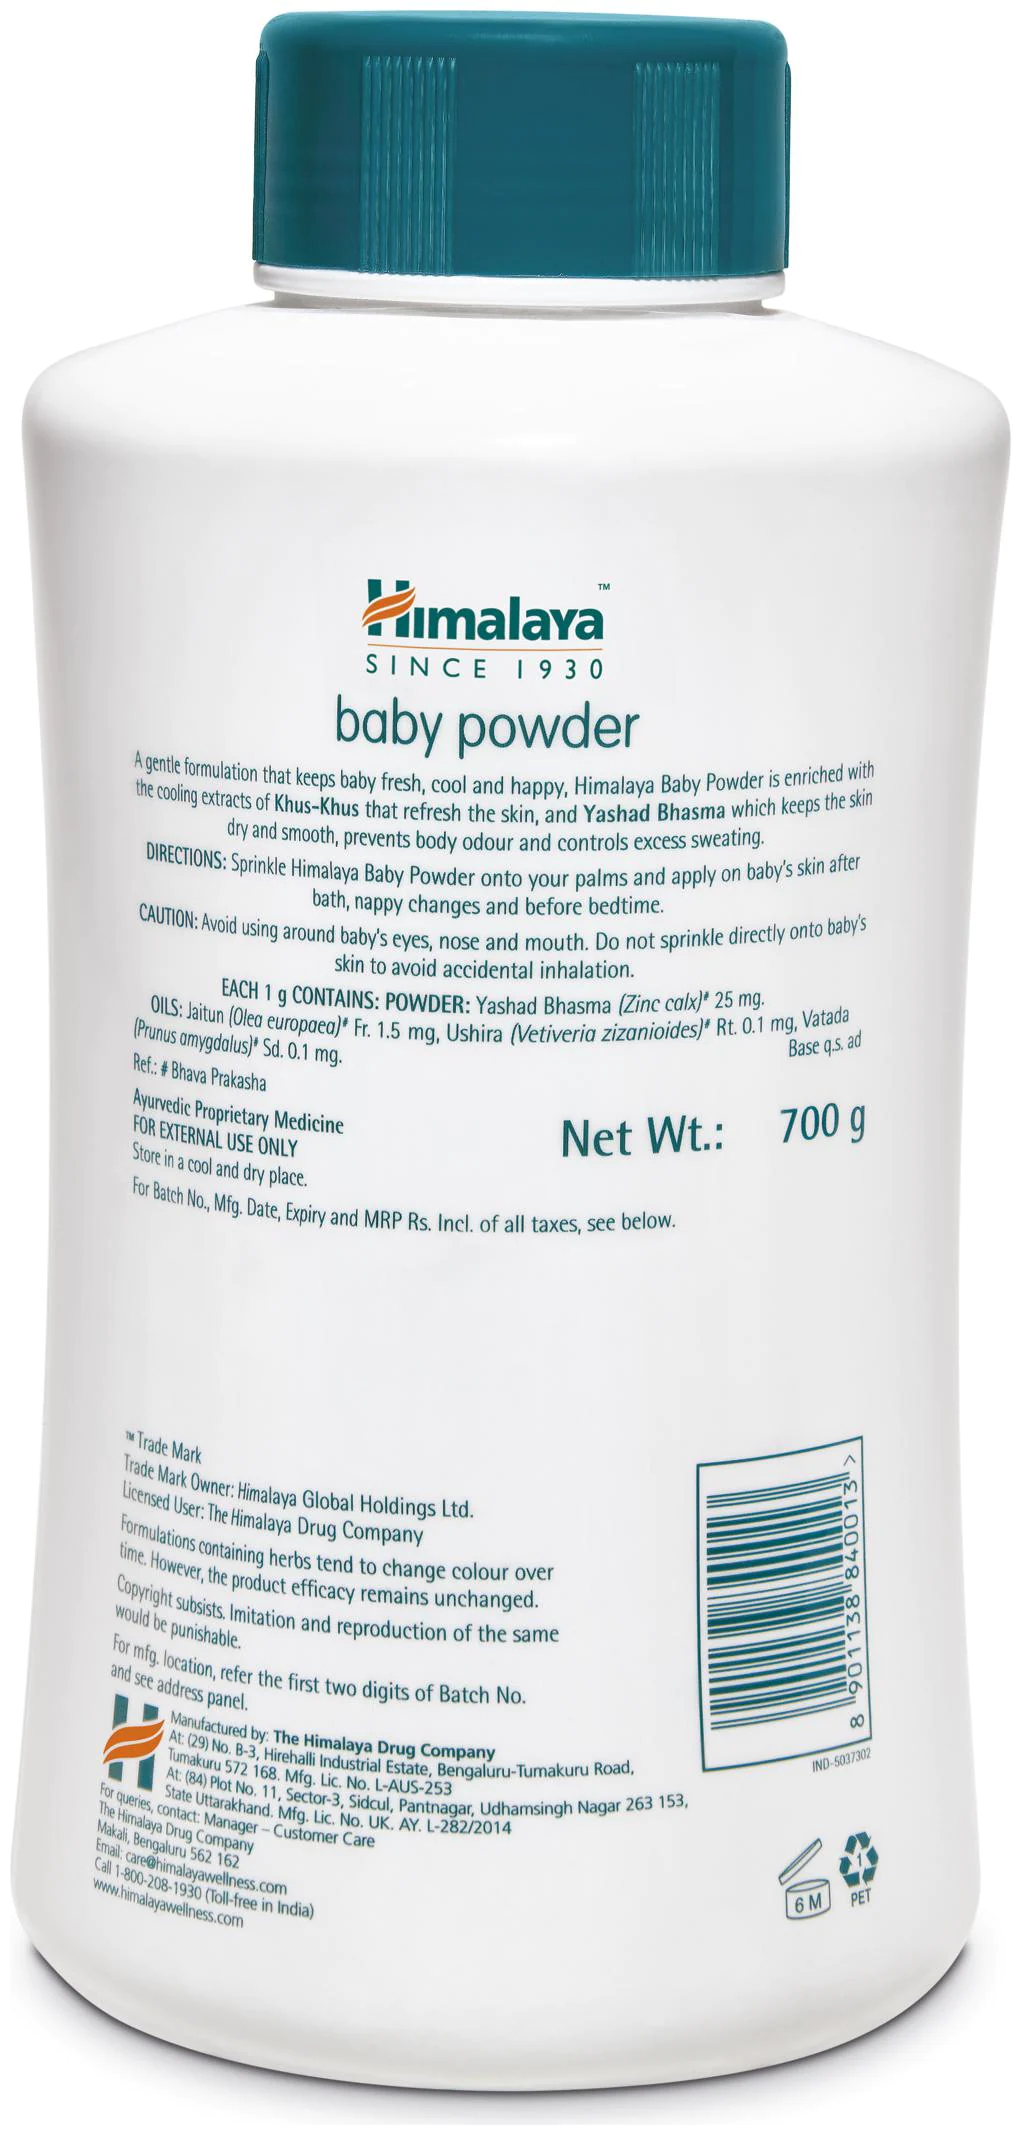 Himalaya™
SINCE 1930
baby powder
A gentle formulation that keeps baby fresh, cool and happy, Himalaya Baby Powder is enriched with
the cooling extracts of Khus-Khus that refresh the skin, and Yashad Bhasma which keeps the skin
dry and smooth, prevents body odour and controls excess sweating.
DIRECTIONS: Sprinkle Himalaya Baby Powder onto your palms and apply on baby's skin after
bath, nappy changes and before bedtime.
CAUTION: Avoid using around baby's eyes, nose and mouth. Do not sprinkle directly onto baby's
skin to avoid accidental inhalation.
EACH 1 g CONTAINS: POWDER: Yashad Bhasma (Zinc calx)# 25 mg.
OILS: Jaitun (Olea europaea)# Fr. 1.5 mg, Ushira (Vetiveria zizanioides)# Rt. 0.1 mg, Vatada
(Prunus amygdalus)# Sd. 0.1 mg.
Base q.s. ad
Ref.: # Bhava Prakasha
Ayurvedic Proprietary Medicine
FOR EXTERNAL USE ONLY
Store in a cool and dry place.
Net Wt.: 700 g
For Batch No., Mfg. Date, Expiry and MRP Rs. Incl. of all taxes, see below.
™ Trade Mark
Trade Mark Owner: Himalaya Global Holdings Ltd.
Licensed User: The Himalaya Drug Company
Formulations containing herbs tend to change colour over
time. However, the product efficacy remains unchanged.
Copyright subsists. Imitation and reproduction of the same
would be punishable.
For mfg. location, refer the first two digits of Batch No.
and see address panel.
Manufactured by: The Himalaya Drug Company
At: (29) No. B-3, Hirehalli Industrial Estate, Bengaluru-Tumakuru Road,
Tumakuru 572 168. Mfg. Lic. No. L-AUS-253
At: (84) Plot No. 11, Sector-3, Sidcul, Pantnagar, Udhamsingh Nagar 263 153,
State Uttarakhand. Mfg. Lic. No. UK. AY. L-282/2014
For queries, contact: Manager – Customer Care
The Himalaya Drug Company
Makali, Bengaluru 562 162
Email: care@himalayawellness.com
Call 1-800-208-1930 (Toll-free in India)
www.himalayawellness.com
8 901138 840013 >
IND-5037302
6 M
1
PET